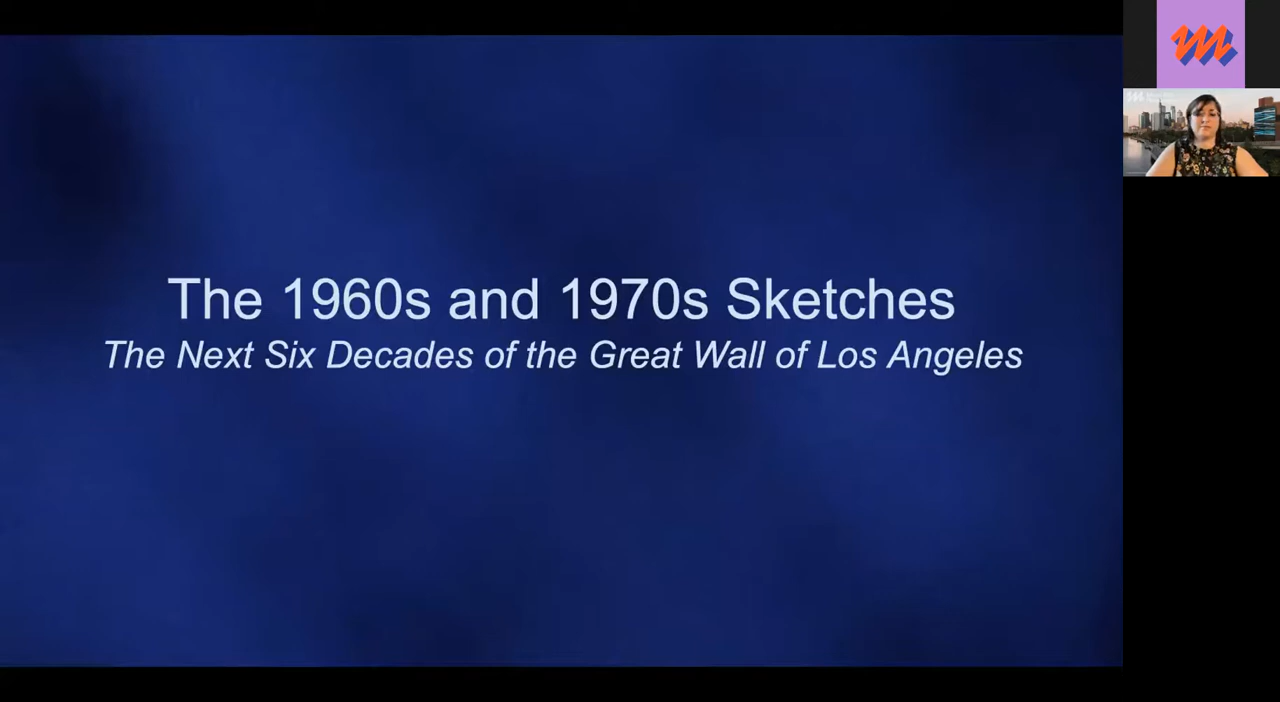 The 1960s and 1970s Sketches
The Next Six Decades of the Great Wall of Los Angeles